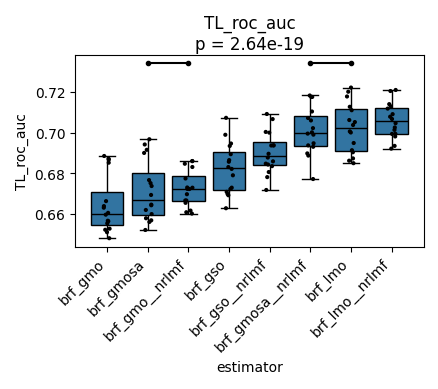 TL_roc_auc
p = 2.64e-19
TL_roc_auc
0.72
0.70
0.68
0.66
brf_gmo
brf_gmosa
brf_gmo__nrlmf
brf_gso
brf_gso__nrlmf
brf_gmosa__nrlmf
brf_lmo
brf_lmo__nrlmf
estimator